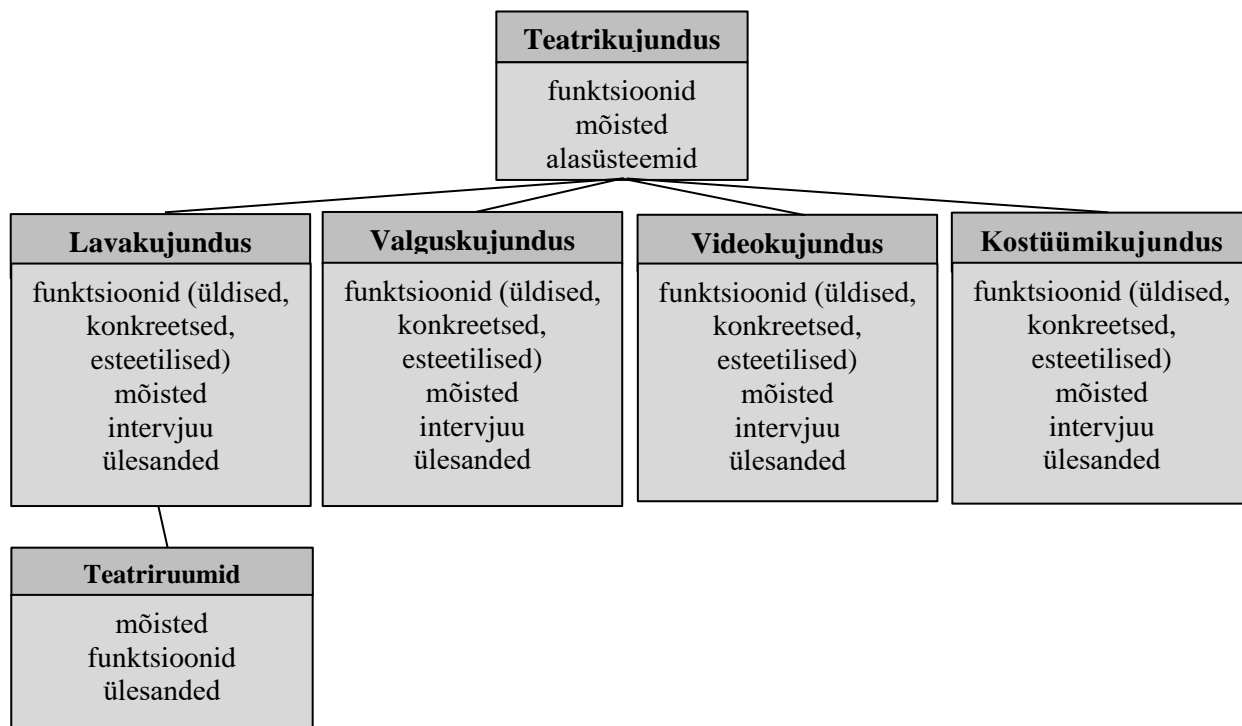 Teatrikujundus
funktsioonid
mõisted
alasüsteemid
Lavakujundus
funktsioonid (üldised,
konkreetsed,
esteetilised)
mõisted
intervjuu
ülesanded
Valguskujundus
funktsioonid (üldised,
konkreetsed,
esteetilised)
mõisted
intervjuu
ülesanded
Videokujundus
funktsioonid (üldised,
konkreetsed,
esteetilised)
mõisted
intervjuu
ülesanded
Kostüümikujundus
funktsioonid (üldised,
konkreetsed,
esteetilised)
mõisted
intervjuu
ülesanded
Teatriruumid
mõisted
funktsioonid
ülesanded